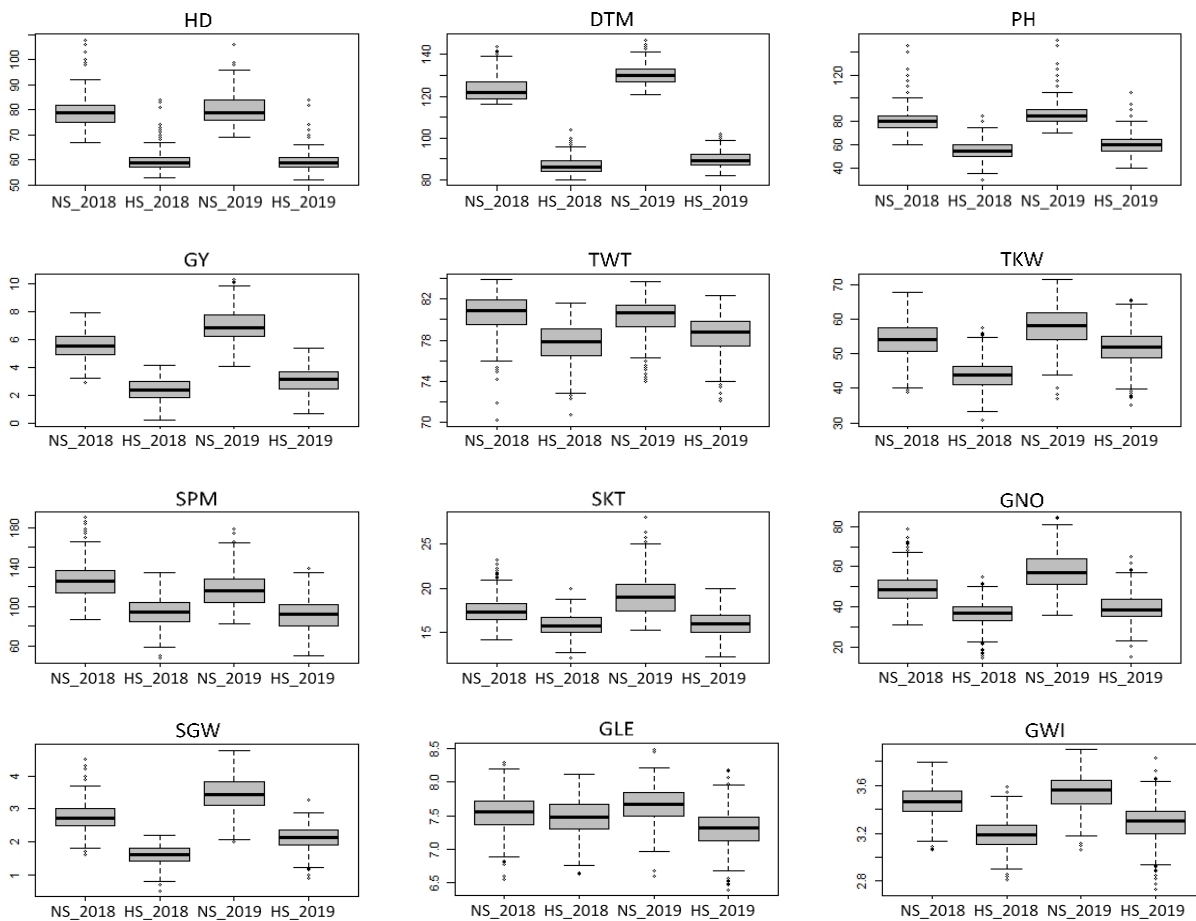 HD DTM PH
50 60 70 80 90 100 80 100 120 140 40 60 80 120
NS_2018 HS_2018 NS_2019 HS_2019 NS_2018 HS_2018 NS_2019 HS_2019 NS_2018 HS_2018 NS_2019 HS_2019
GY TWT TKW
0 2 4 6 8 10 70 74 78 82 30 40 50 60 70
NS_2018 HS_2018 NS_2019 HS_2019 NS_2018 HS_2018 NS_2019 HS_2019 NS_2018 HS_2018 NS_2019 HS_2019
SPM SKT GNO
60 100 140 180 15 20 25 20 40 60 80
NS_2018 HS_2018 NS_2019 HS_2019 NS_2018 HS_2018 NS_2019 HS_2019 NS_2018 HS_2018 NS_2019 HS_2019
SGW GLE GWI
1 2 3 4 6.5 7.0 7.5 8.0 8.5 2.8 3.2 3.6
NS_2018 HS_2018 NS_2019 HS_2019 NS_2018 HS_2018 NS_2019 HS_2019 NS_2018 HS_2018 NS_2019 HS_2019